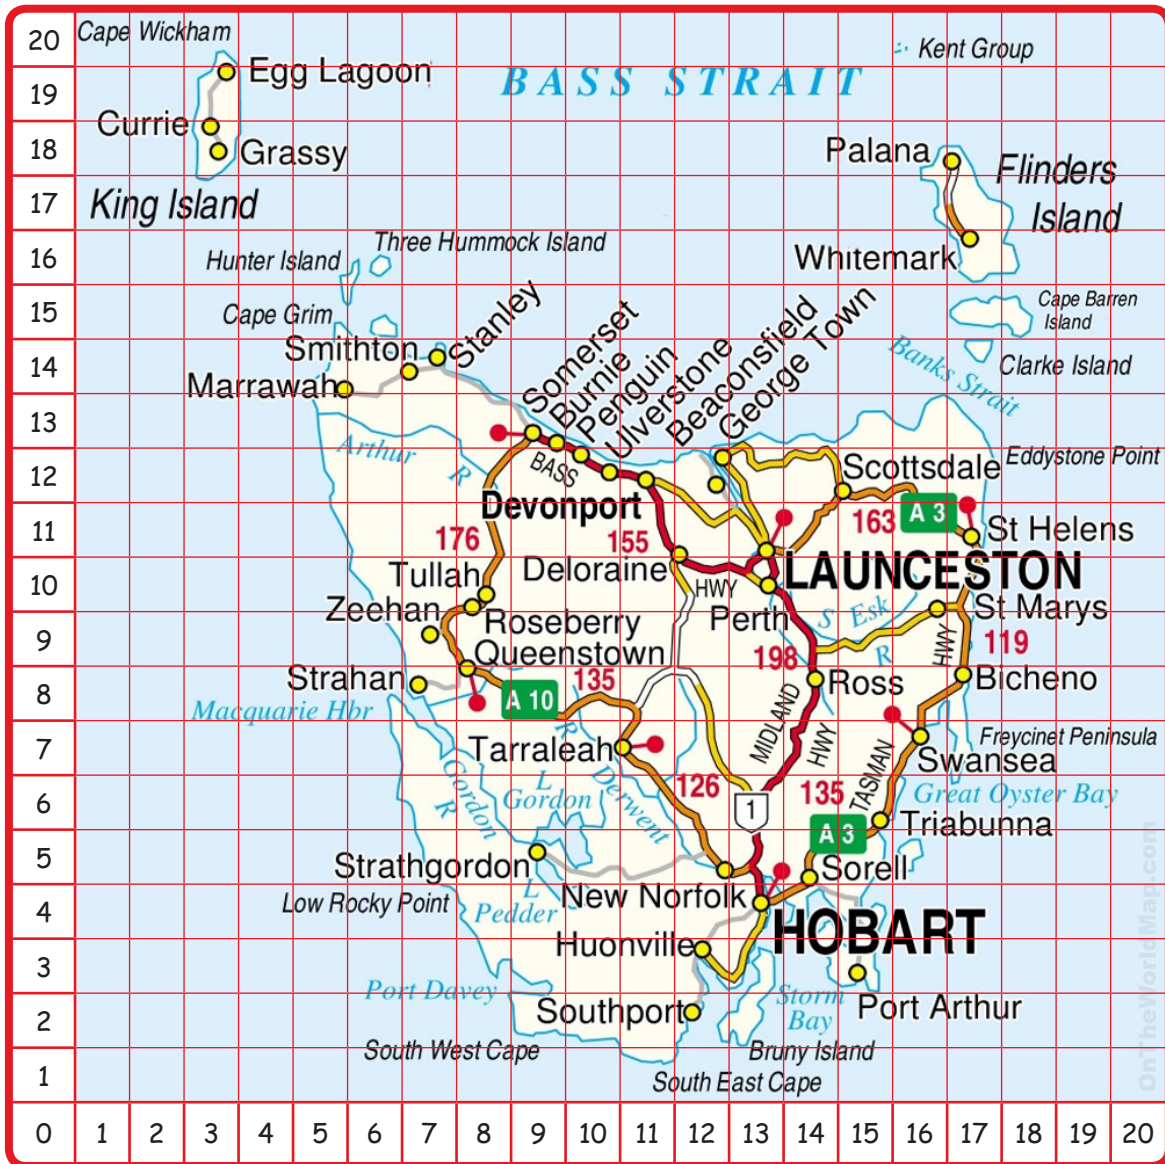 20
Cape Wickham
Kent Group
Egg Lagoon
BASS STRAIT
19
Currie
18
Grassy
Palana
Flinders
Island
17
King Island
Three Hummock Island
16
Hunter Island
Whitemark
15
Cape Grim
Stanley
Somerset
Burnie
Penguin
Ulverstone
Beaconsfield
George Town
Cape Barren
Island
14
Smithton
Marrawah
Banks Strait
Clarke Island
13
Arthur
R
12
BASS
Scottsdale
Eddystone Point
Devonport
11
176
155
163
A 3
St Helens
10
Tullah
Deloraine
HWY
LAUNCESTON
Zeehan
Roseberry
Perth
S Esk
R
St Marys
9
Queenstown
198
HWY
119
8
Strahan
135
A 10
Ross
Bicheno
Macquarie Hbr
R
Derwent
MIDLAND
HWY
7
Tarraleah
Freycinet Peninsula
Swansea
TASMAN
6
Gordon
R
L
Gordon
126
1
135
Great Oyster Bay
A 3
Triabunna
5
Strathgordon
Sorell
4
Low Rocky Point
L
Pedder
New Norfolk
HOBART
3
Huonville
Port Davey
Storm
Bay
2
Southport
Port Arthur
South West Cape
Bruny Island
1
South East Cape
OnTheWorldMap.com
0 1 2 3 4 5 6 7 8 9 10 11 12 13 14 15 16 17 18 19 20